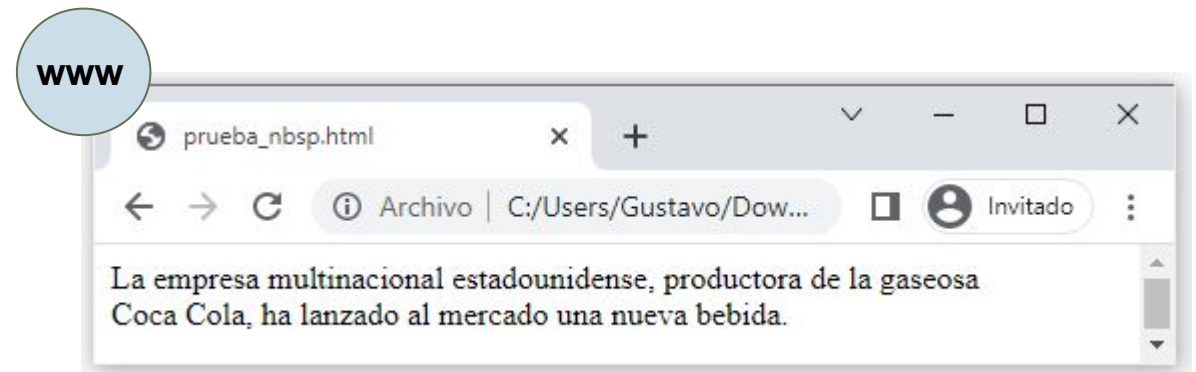 www
prueba_nbsp.html
Archivo | C:/Users/Gustavo/Dow... Invitado
La empresa multinacional estadounidense, productora de la gaseosa
Coca Cola, ha lanzado al mercado una nueva bebida.